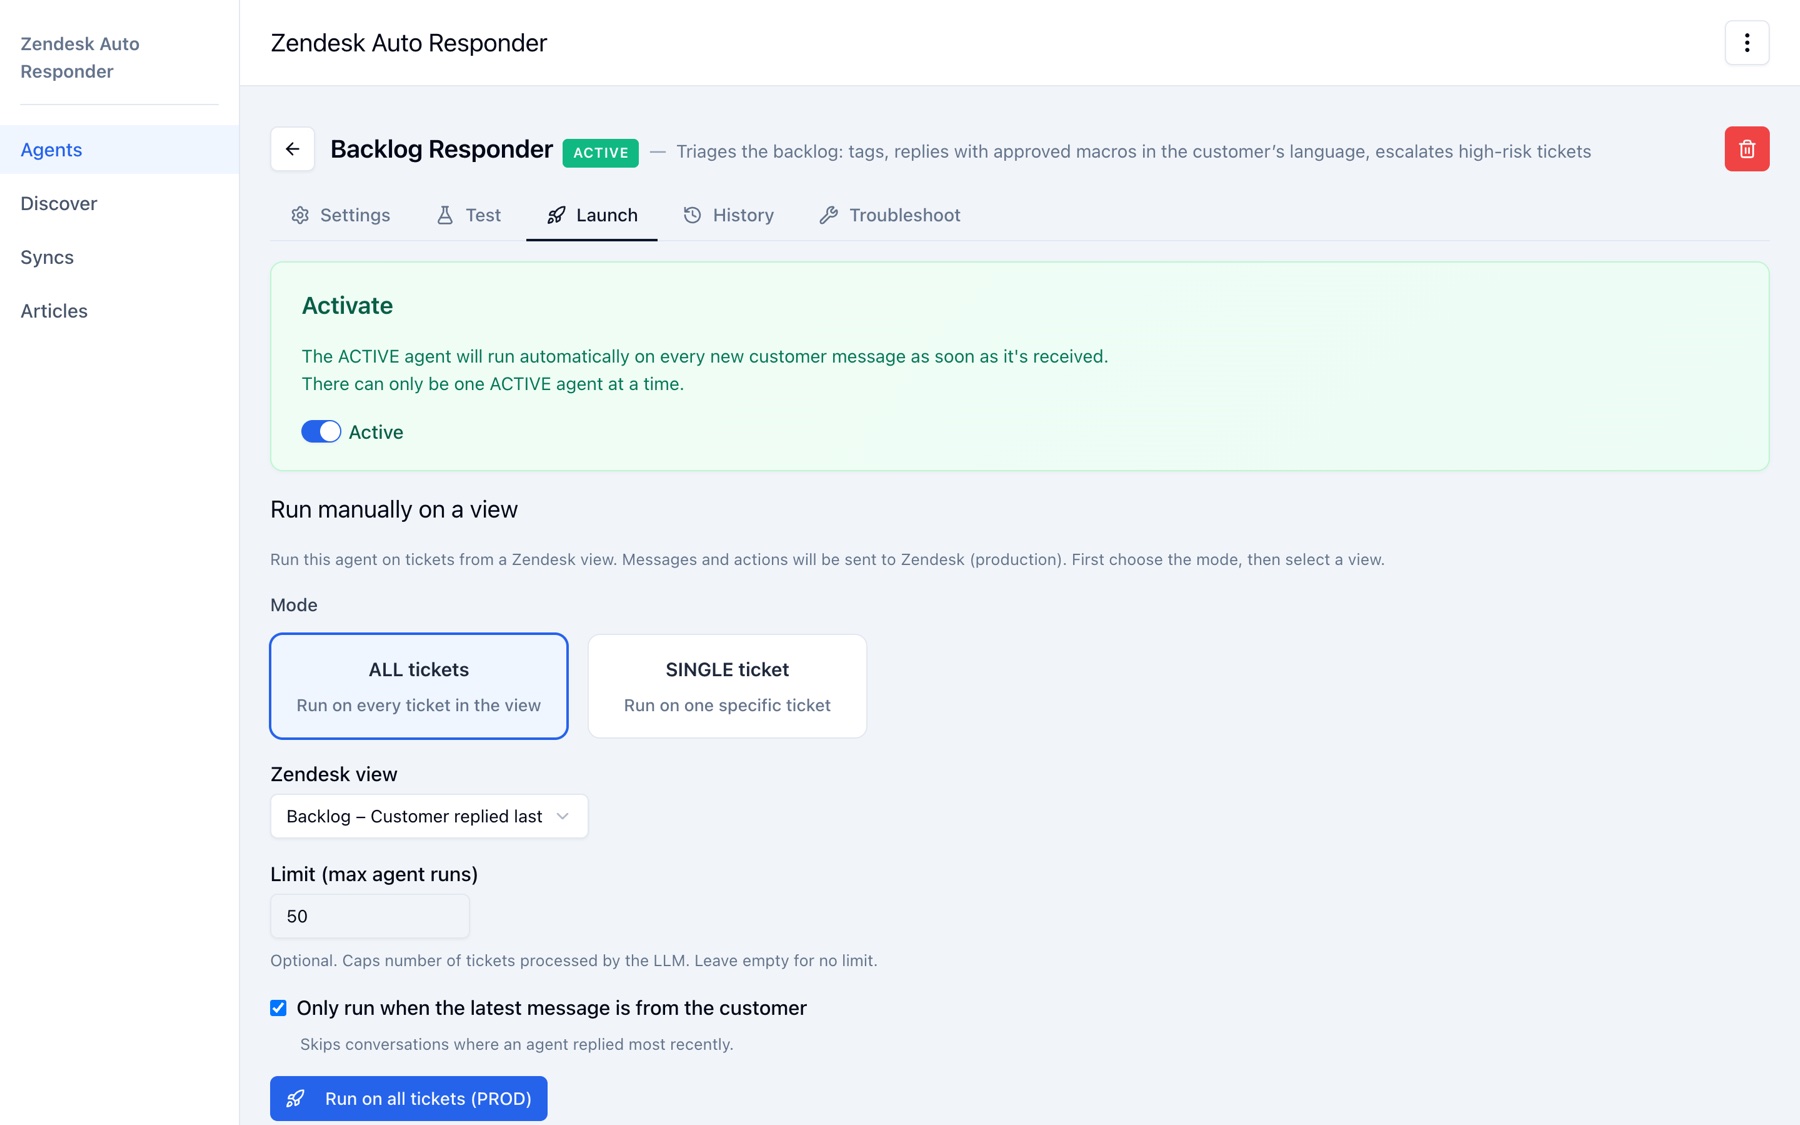 Zendesk Auto
Responder
Agents
Discover
Syncs
Articles
Zendesk Auto Responder
Backlog Responder ACTIVE — Triages the backlog: tags, replies with approved macros in the customer’s language, escalates high-risk tickets
Settings Test Launch History Troubleshoot
Activate
The ACTIVE agent will run automatically on every new customer message as soon as it's received.
There can only be one ACTIVE agent at a time.
Active
Run manually on a view
Run this agent on tickets from a Zendesk view. Messages and actions will be sent to Zendesk (production). First choose the mode, then select a view.
Mode
ALL tickets
Run on every ticket in the view
SINGLE ticket
Run on one specific ticket
Zendesk view
Backlog – Customer replied last
Limit (max agent runs)
50
Optional. Caps number of tickets processed by the LLM. Leave empty for no limit.
Only run when the latest message is from the customer
Skips conversations where an agent replied most recently.
Run on all tickets (PROD)